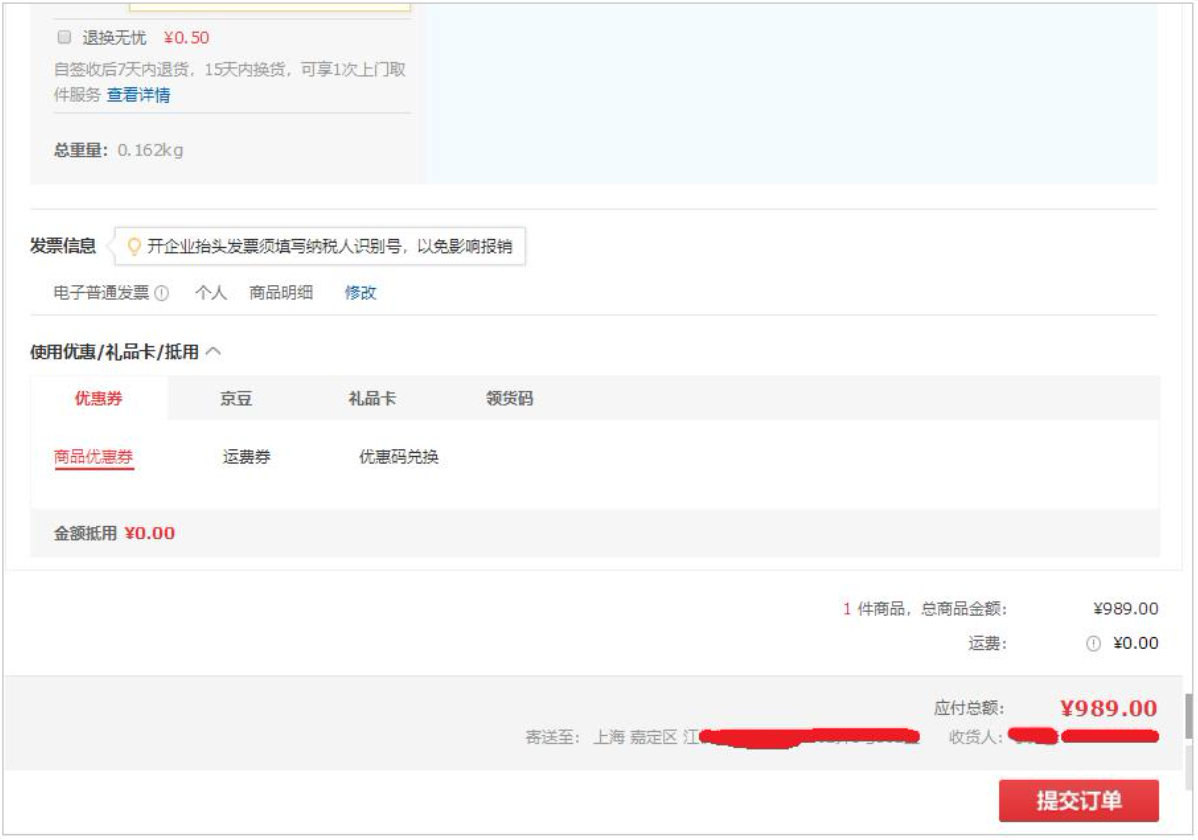 退换无忧 ¥0.50
自签收后7天内退货，15天内换货，可享1次上门取
件服务 查看详情
总重量： 0.162kg
发票信息 开企业抬头发票须填写纳税人识别号，以免影响报销
电子普通发票 个人 商品明细 修改
使用优惠/礼品卡/抵用
优惠券 京豆 礼品卡 领货码
商品优惠券 运费券 优惠码兑换
金额抵用 ¥0.00
1 件商品，总商品金额： ¥989.00
运费： ¥0.00
应付总额： ¥989.00
寄送至： 上海 嘉定区 江 收货人：
提交订单